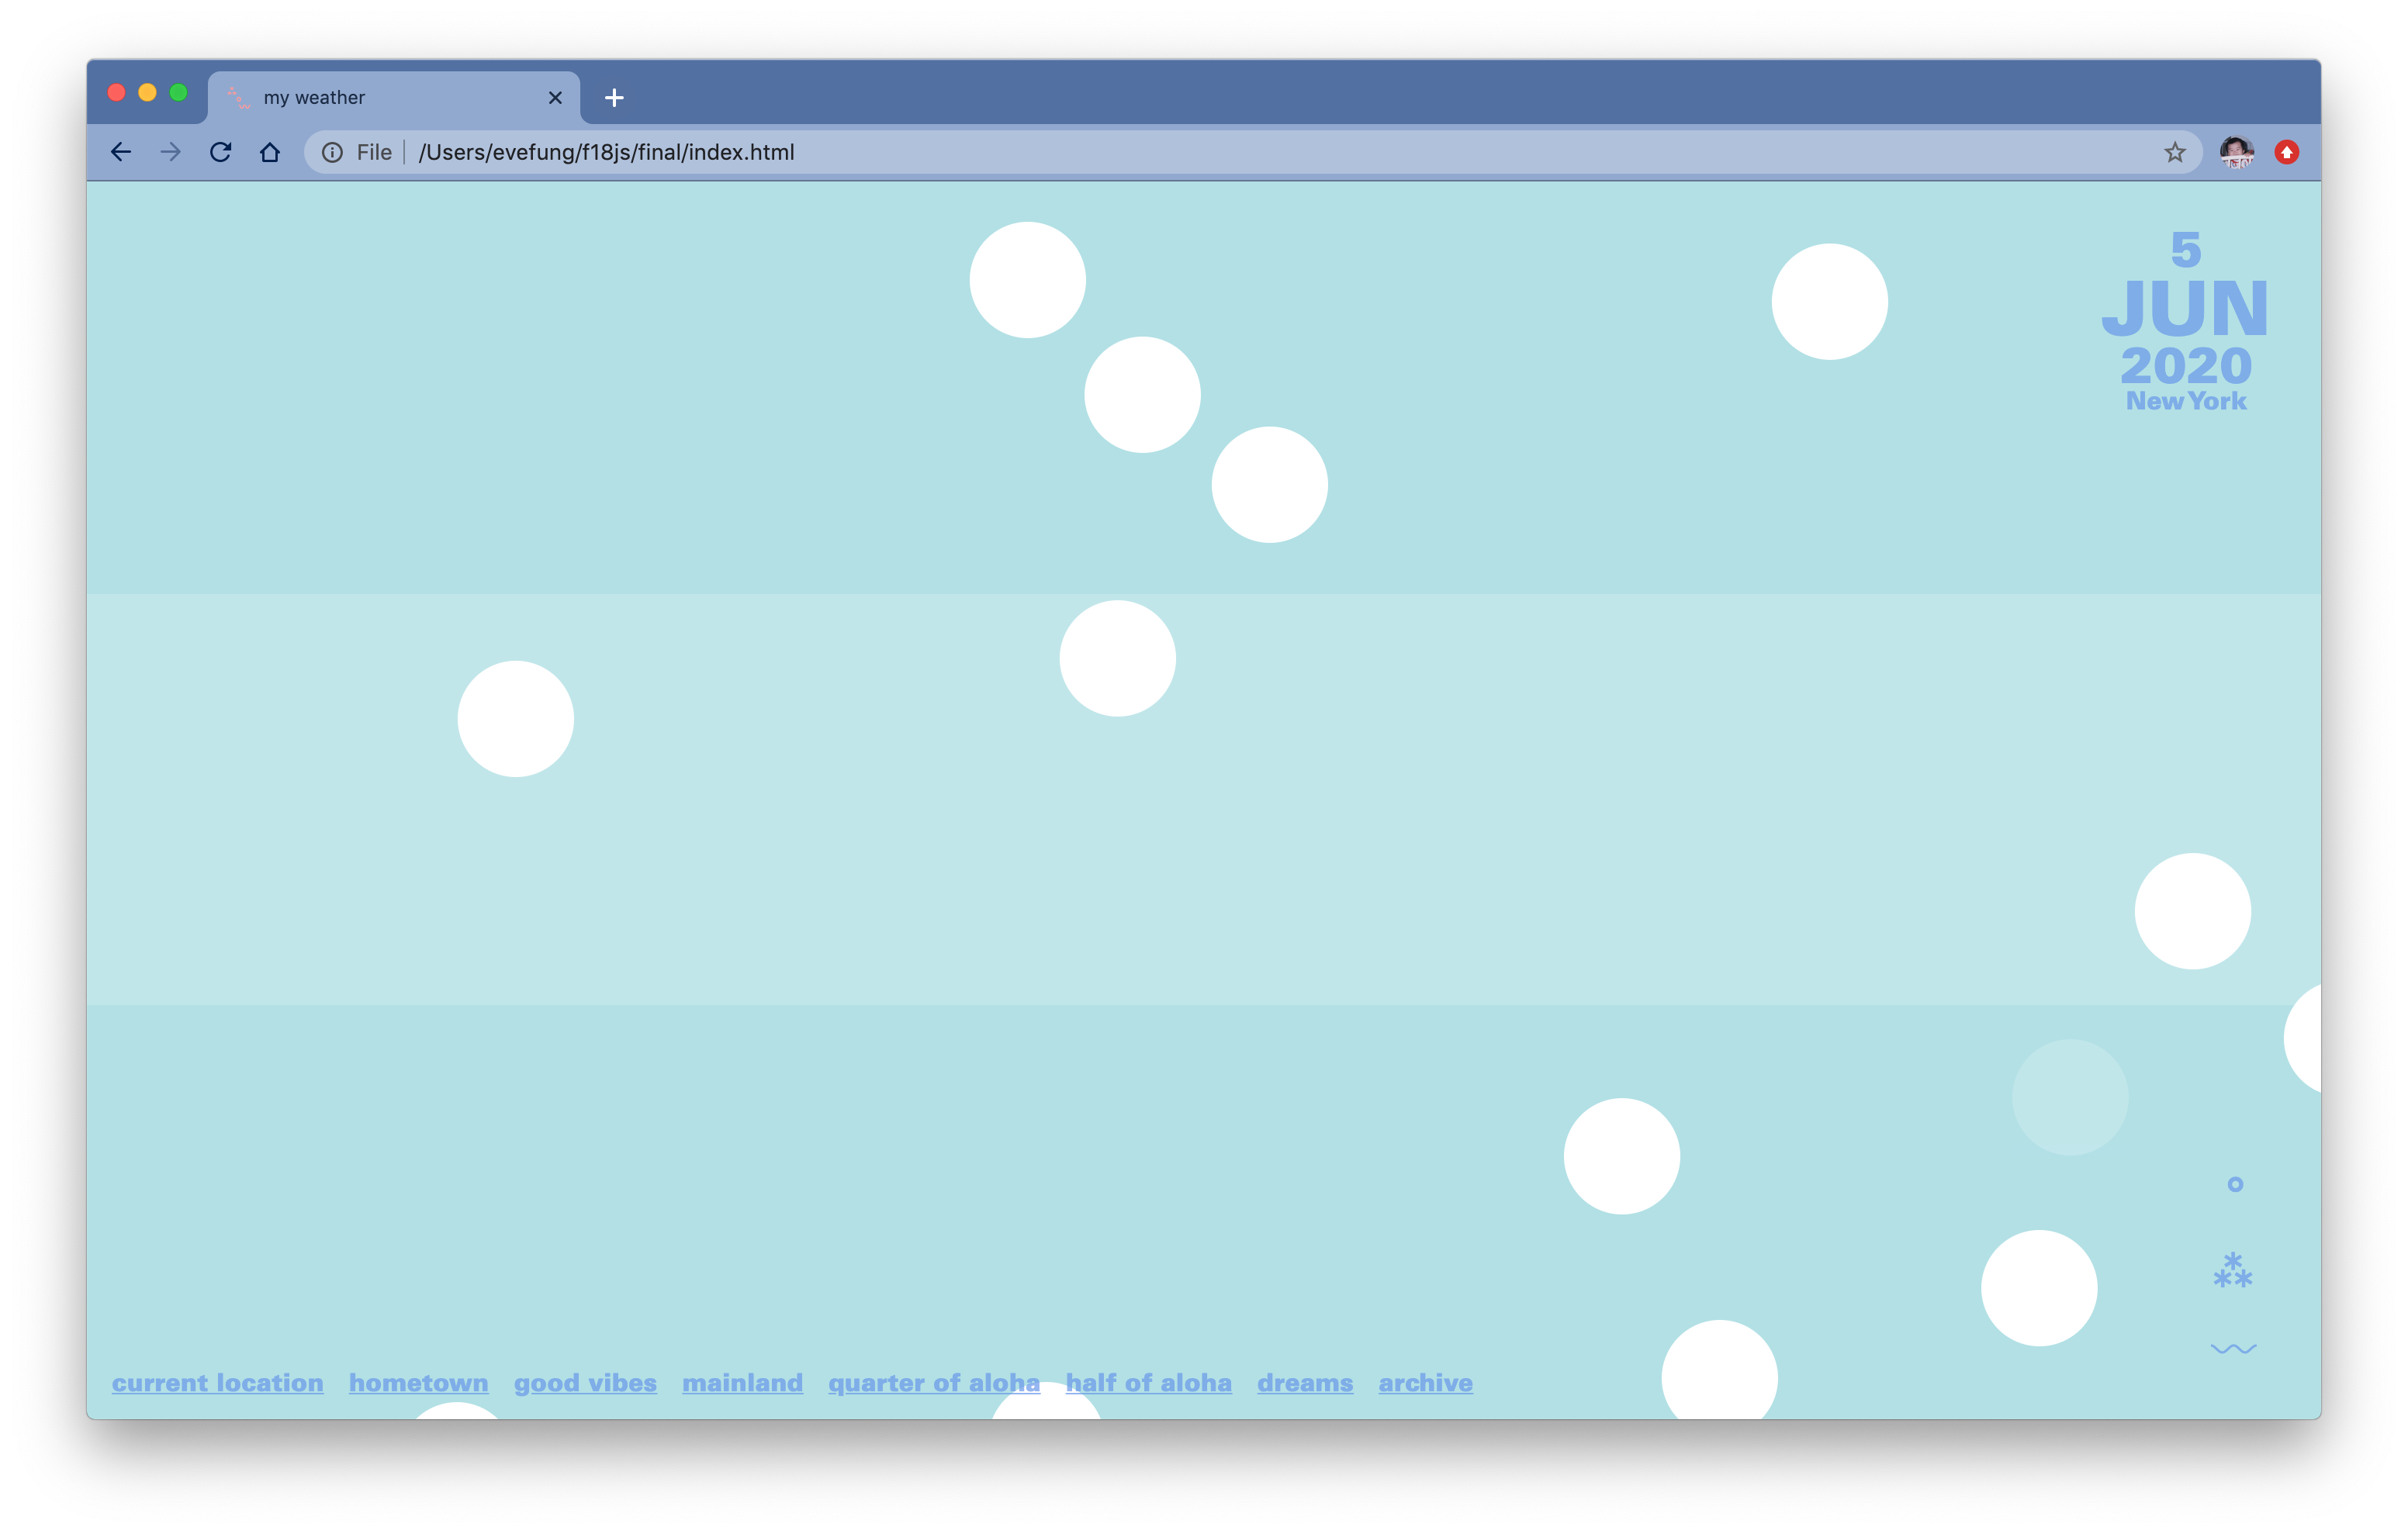 my weather
File /Users/evefung/f18js/final/index.html
5
JUN
2020
New York
current location hometown good vibes mainland quarter of aloha half of aloha dreams archive